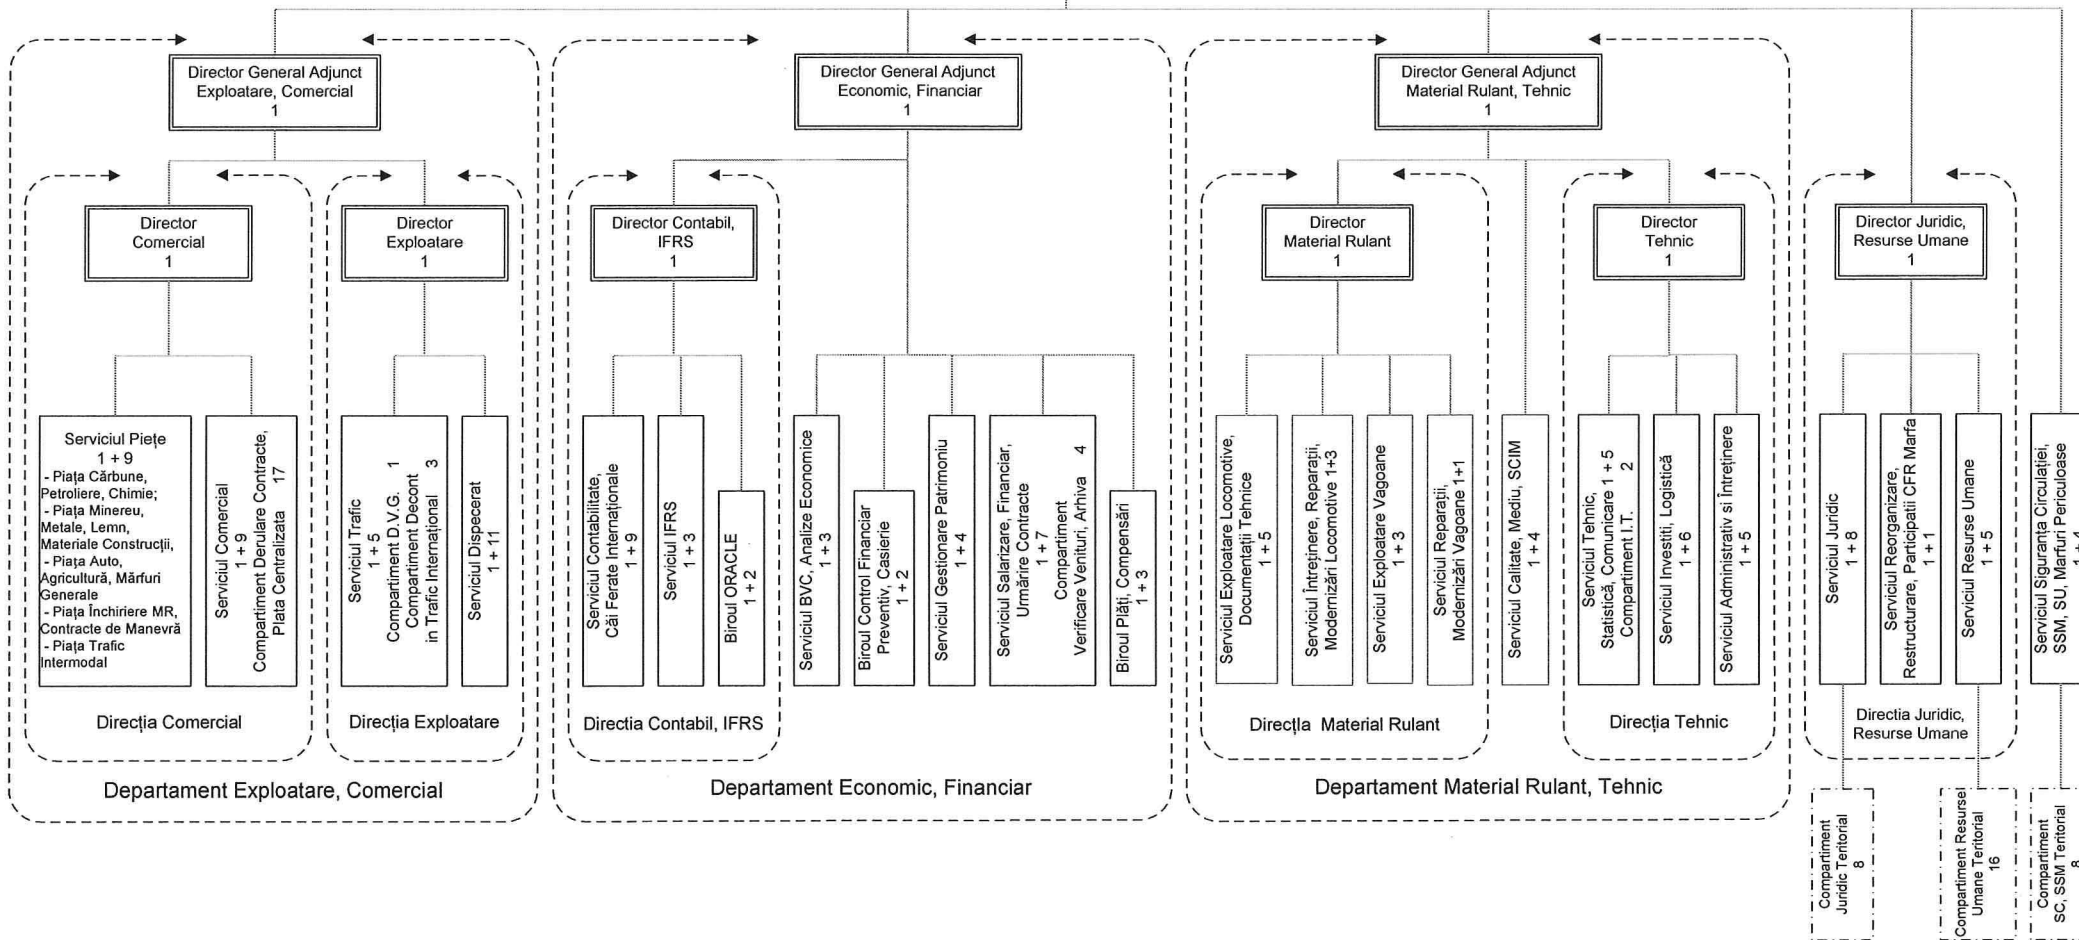 Director General Adjunct
Exploatare, Comercial
1
Director General Adjunct
Economic, Financiar
1
Director General Adjunct
Material Rulant, Tehnic
1
Director
Comercial
1
Director
Exploatare
1
Director Contabil,
IFRS
1
Director
Material Rulant
1
Director
Tehnic
1
Director Juridic,
Resurse Umane
1
Serviciul Piețe
1 + 9
- Piața Cărbune,
Petroliere, Chimie;
- Piața Minereu,
Metale, Lemn,
Materiale Construcții,
- Piața Auto,
Agricultură, Mărfuri
Generale
- Piața Închiriere MR,
Contracte de Manevră
- Piața Trafic
Intermodal
Serviciul Comercial
1 + 9
Compartiment Derulare Contracte,
Plata Centralizata 17
Serviciul Trafic
1 + 5
Compartiment D.V.G. 1
Compartiment Decont
in Trafic Internațional 3
Serviciul Dispecerat
1 + 11
Serviciul Contabilitate,
Căi Ferate Internaționale
1 + 9
Serviciul IFRS
1 + 3
Biroul ORACLE
1 + 2
Serviciul BVC, Analize Economice
1 + 3
Biroul Control Financiar
Preventiv, Casierie
1 + 2
Serviciul Gestionare Patrimoniu
1 + 4
Serviciul Salarizare, Financiar,
Urmărire Contracte
1 + 7
Compartiment
Verificare Venituri, Arhiva 4
Biroul Plăți, Compensări
1 + 3
Serviciul Exploatare Locomotive,
Documentații Tehnice
1 + 5
Serviciul Întreținere, Reparații,
Modernizări Locomotive 1+3
Serviciul Exploatare Vagoane
1 + 3
Serviciul Reparații,
Modernizări Vagoane 1+1
Serviciul Calitate, Mediu, SCIM
1 + 4
Serviciul Tehnic,
Statistică, Comunicare 1 + 5
Compartiment I.T.
2
Serviciul Investiti, Logistică
1 + 6
Serviciul Administrativ si Întreținere
1 + 5
Serviciul Juridic
1 + 8
Serviciul Reorganizare,
Restructurare, Participatii CFR Marfa
1 + 1
Serviciul Resurse Umane
1 + 5
Serviciul Siguranța Circulației,
SSM, SU, Marfuri Periculoase
1 + 4
Direcția Comercial
Direcția Exploatare
Directia Contabil, IFRS
Direcția Material Rulant
Direcția Tehnic
Directia Juridic,
Resurse Umane
Departament Exploatare, Comercial
Departament Economic, Financiar
Departament Material Rulant, Tehnic
Compartiment
Juridic Teritorial
8
Compartiment Resurse
Umane Teritorial
16
Compartiment
SC, SSM Teritorial
8